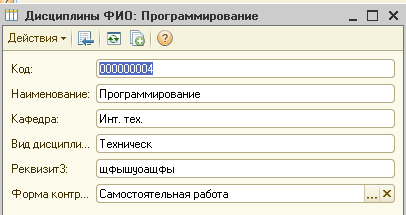 Дисциплины ФИО: Программирование
Действия
Код: 000000004
Наименование: Программирование
Кафедра: Инт. тех.
Вид дисципли... Техническ
Реквизит3: щфышуоащфы
Форма контр... Самостоятельная работа ... x